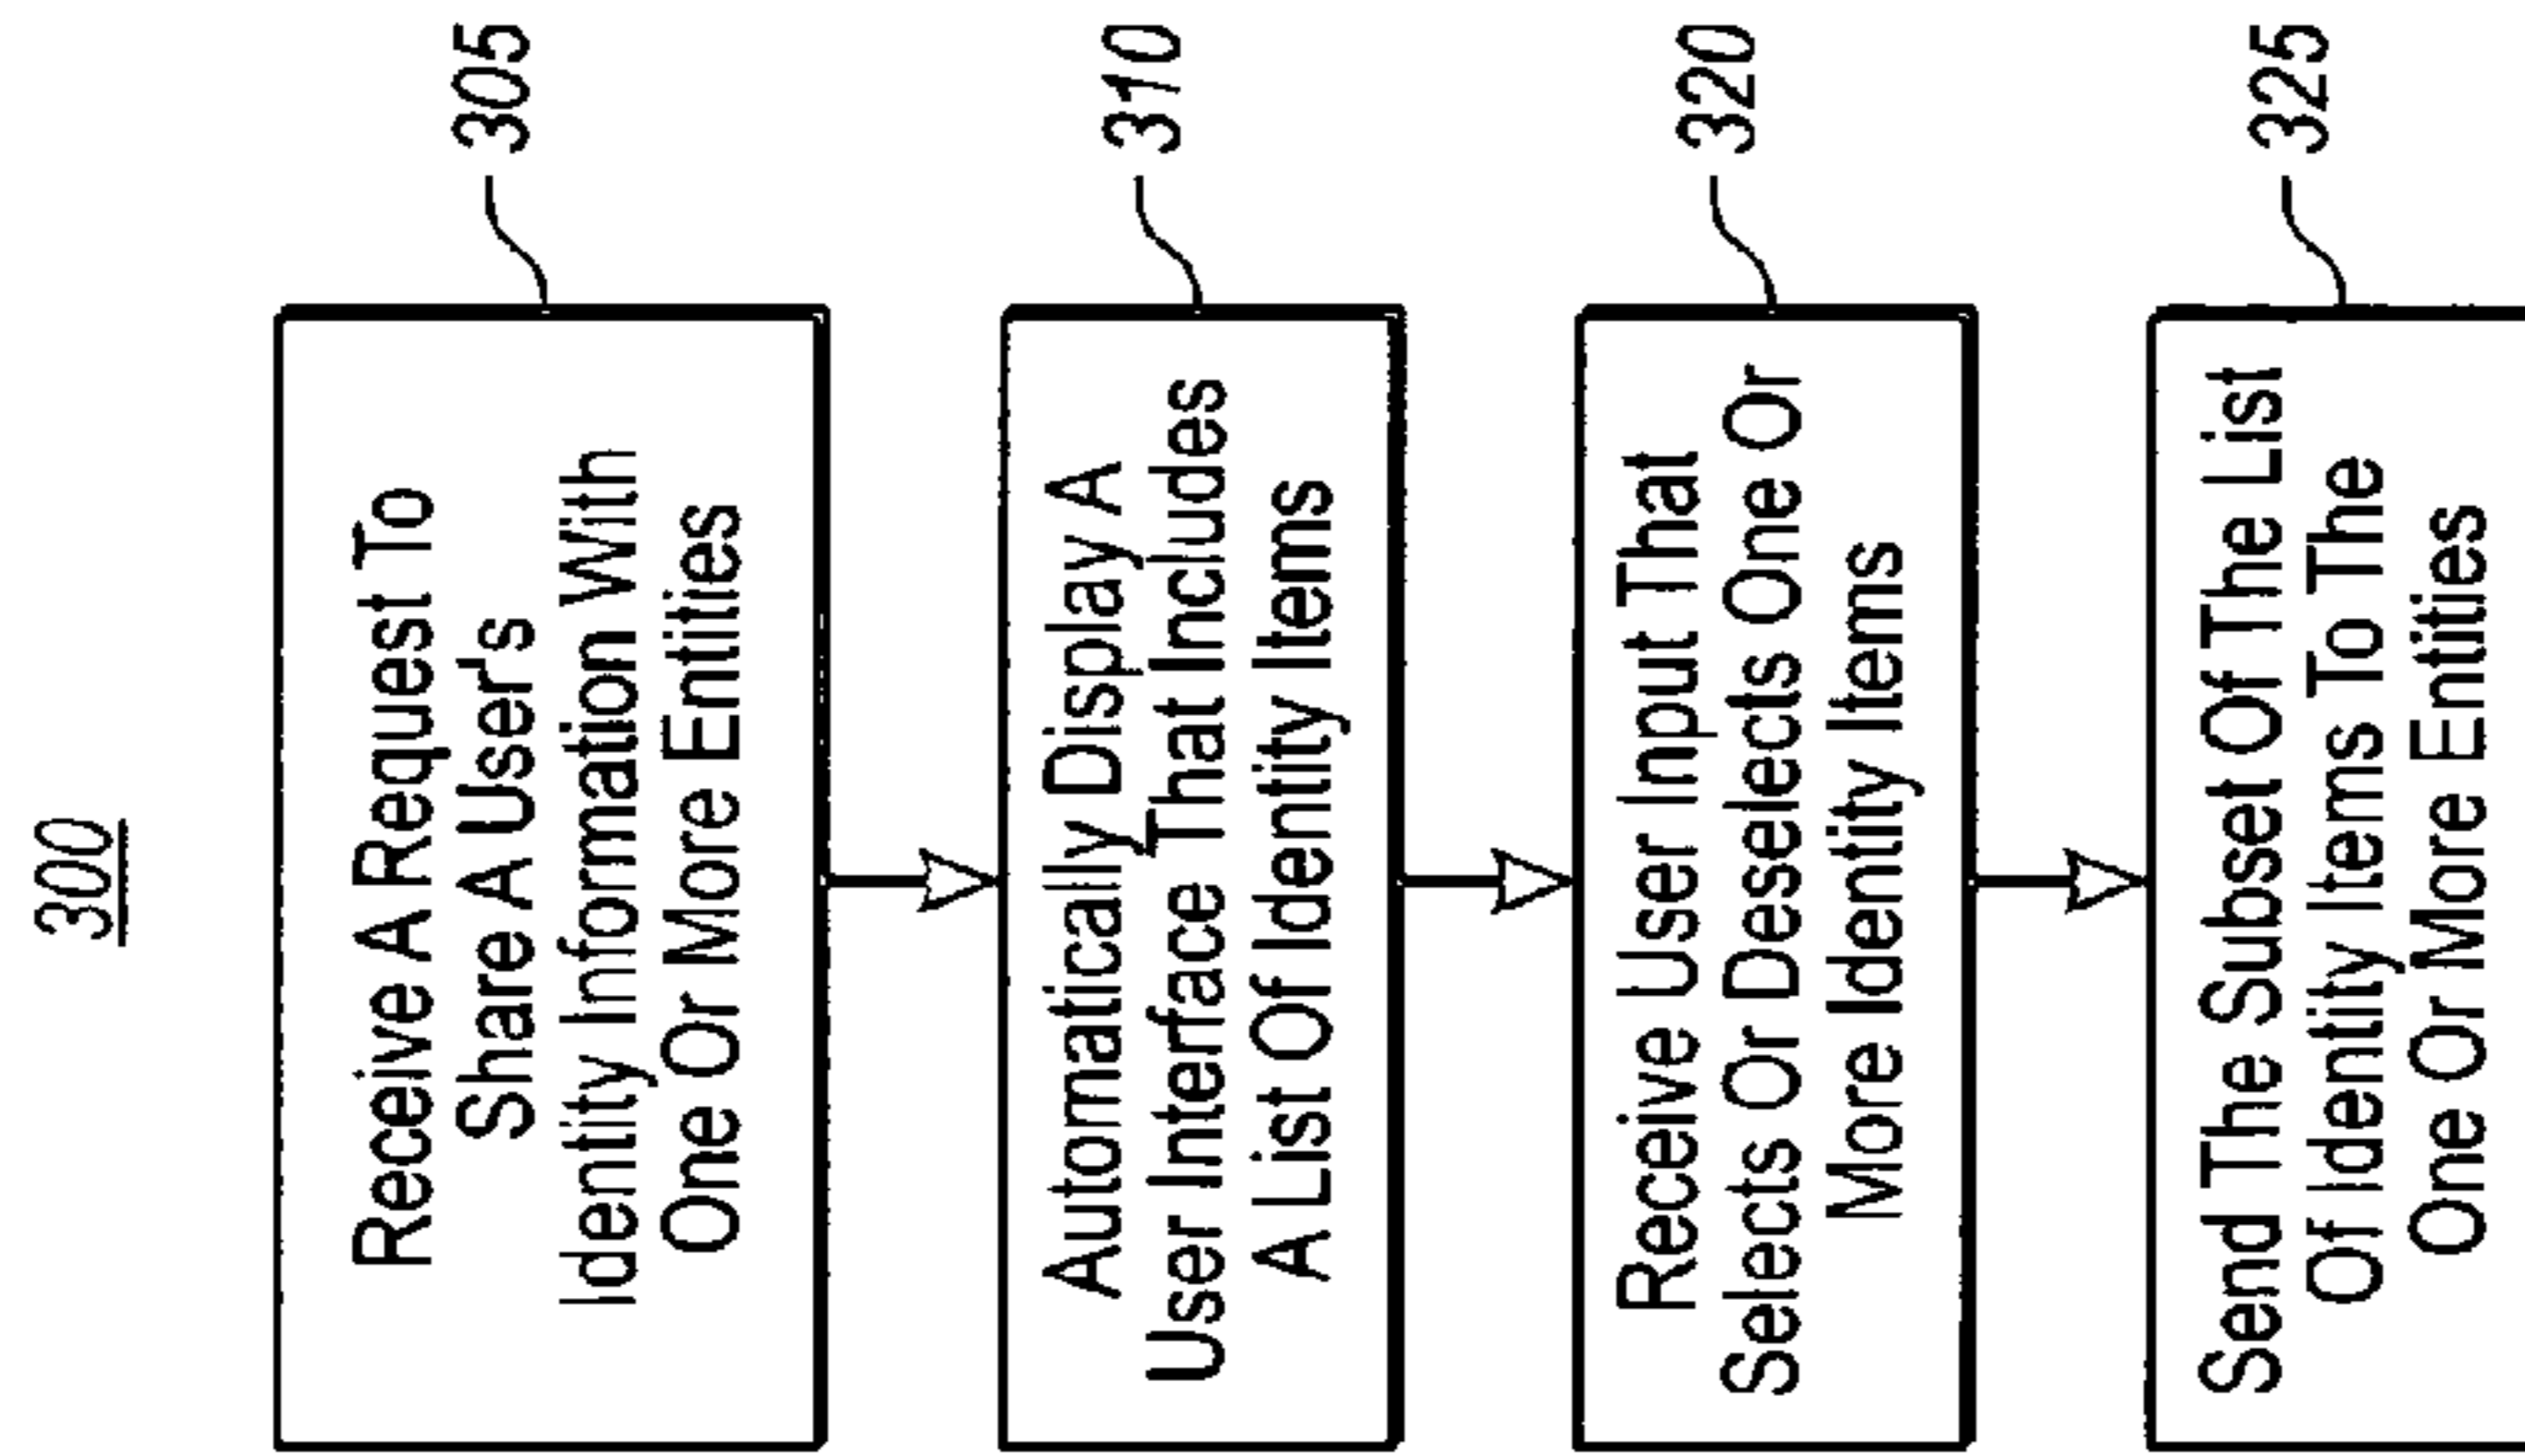 300
Receive A Request To
Share A User's
Identity Information With
One Or More Entities
305
Automatically Display A
User Interface That Includes
A List Of Identity Items
310
Receive User Input That
Selects Or Deselects One Or
More Identity Items
320
Send The Subset Of The List
Of Identity Items To The
One Or More Entities
325